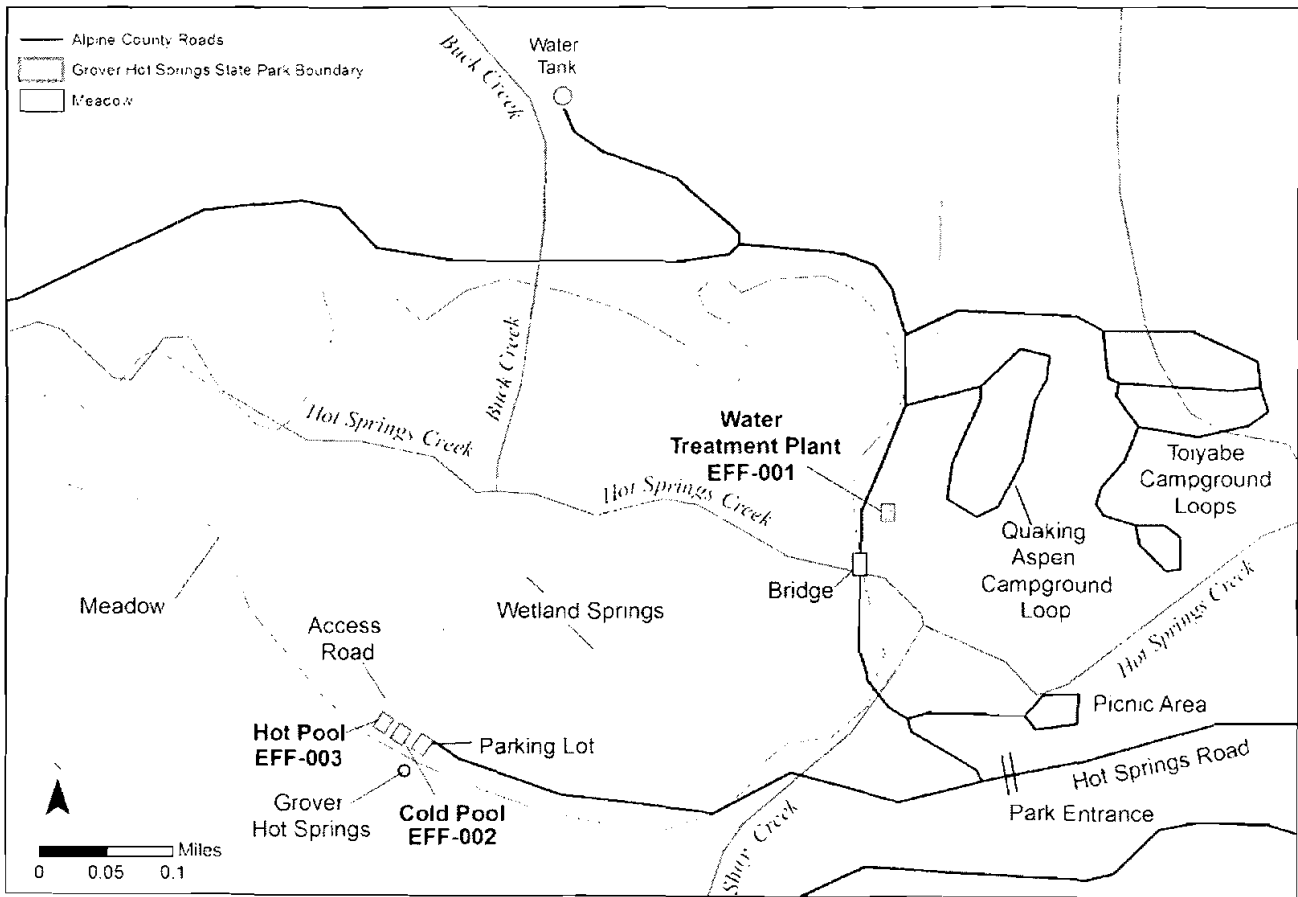 Alpine County Roads
Grover Hot Springs State Park Boundary
Meadow
Buck Creek
Water
Tank
Buck Creek
Hot Springs Creek
Water
Treatment Plant
EFF-001
Hot Springs Creek
Toiyabe
Campground
Loops
Quaking
Aspen
Campground
Loop
Bridge
Meadow
Wetland Springs
Hot Springs Creek
Access
Road
Picnic Area
Hot Pool
EFF-003
Parking Lot
Hot Springs Road
Grover
Hot Springs
Cold Pool
EFF-002
Park Entrance
Shay Creek
Miles
0 0.05 0.1